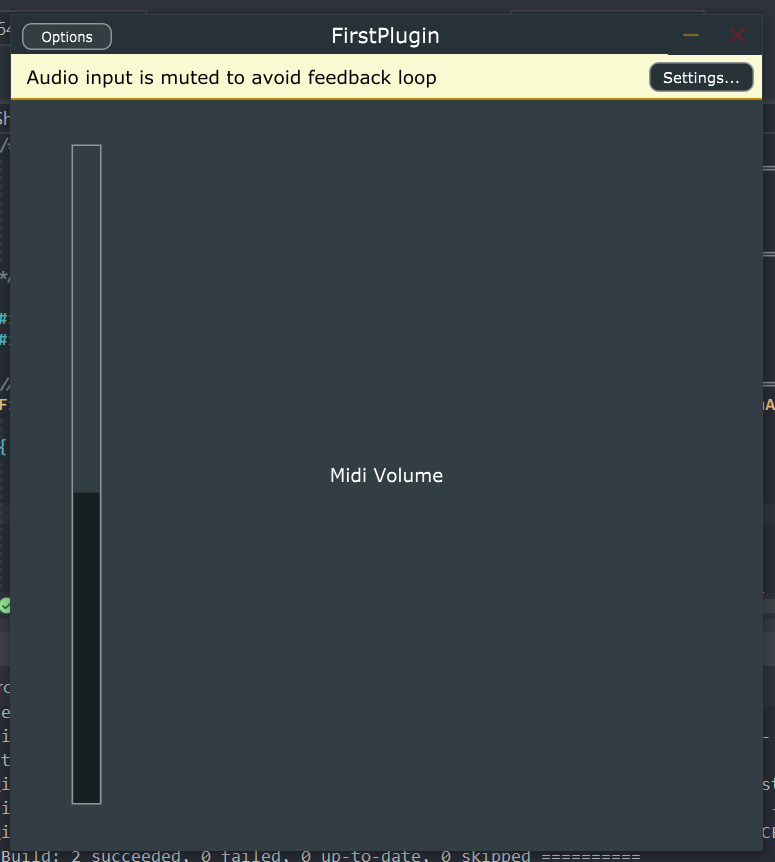 Options
FirstPlugin
Audio input is muted to avoid feedback loop
Settings...
Midi Volume
Build: 2 succeeded, 0 failed, 0 up-to-date, 0 skipped ==========